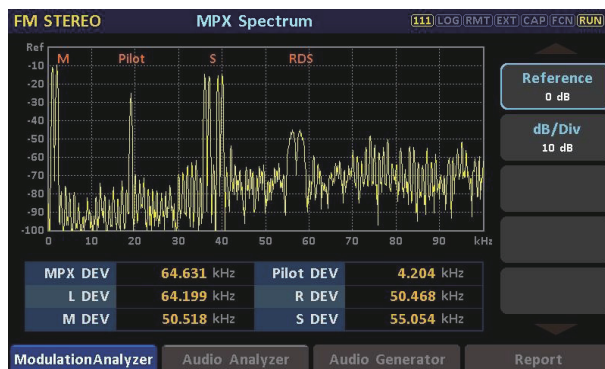 FM STEREO MPX Spectrum 111 LOG RMT EXT CAP FCN RUN
Ref M Pilot S RDS
-10
-20
-30
-40
-50
-60
-70
-80
-90
-100
0 10 20 30 40 50 60 70 80 90 kHz
Reference
0 dB
dB/Div
10 dB
MPX DEV 64.631 kHz Pilot DEV 4.204 kHz
L DEV 64.199 kHz R DEV 50.468 kHz
M DEV 50.518 kHz S DEV 55.054 kHz
ModulationAnalyzer Audio Analyzer Audio Generator Report